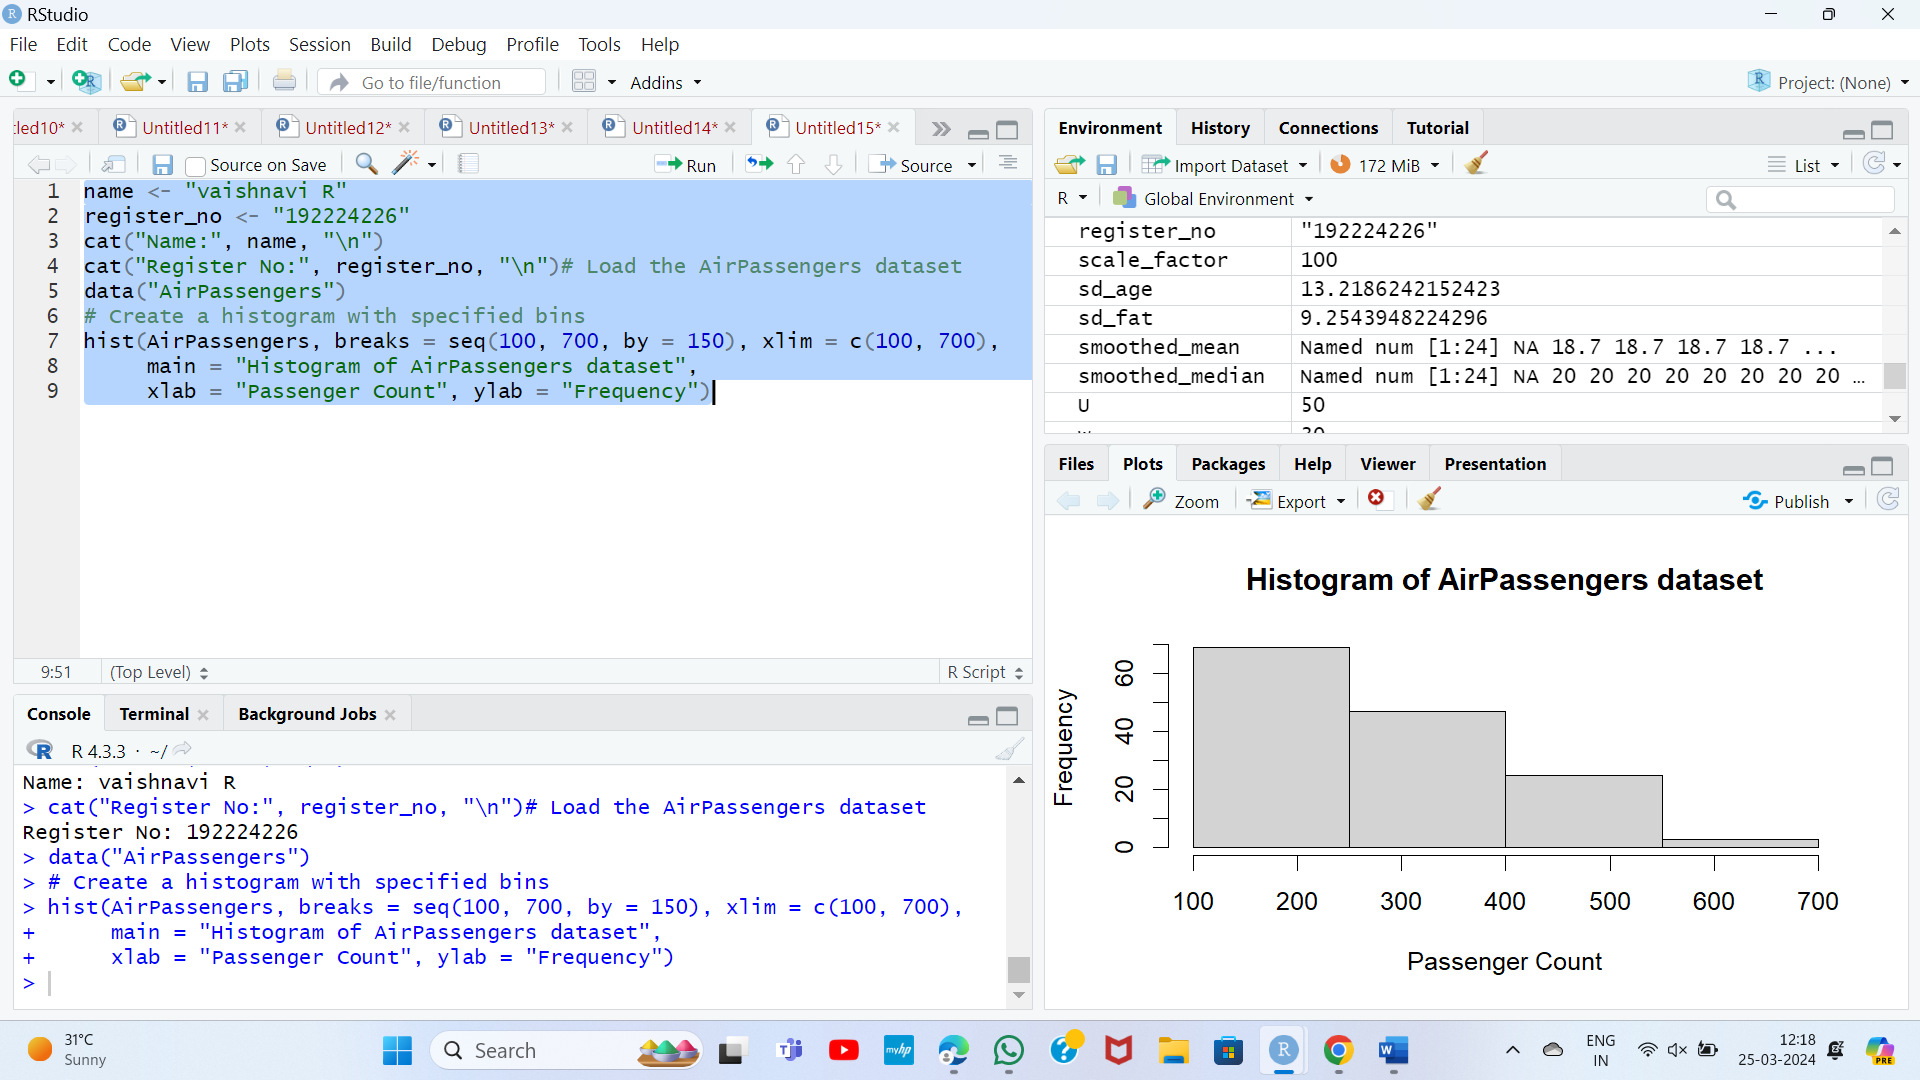 RStudio
File Edit Code View Plots Session Build Debug Profile Tools Help
Go to file/function Addins Project: (None)
led10* Untitled11* Untitled12* Untitled13* Untitled14* Untitled15*
Source on Save Run Source
1 name <- "vaishnavi R"
2 register_no <- "192224226"
3 cat("Name:", name, "\n")
4 cat("Register No:", register_no, "\n")# Load the AirPassengers dataset
5 data("AirPassengers")
6 # Create a histogram with specified bins
7 hist(AirPassengers, breaks = seq(100, 700, by = 150), xlim = c(100, 700),
8 main = "Histogram of AirPassengers dataset",
9 xlab = "Passenger Count", ylab = "Frequency")
9:51 (Top Level) R Script
Console Terminal Background Jobs
R 4.3.3 · ~/
Name: vaishnavi R
> cat("Register No:", register_no, "\n")# Load the AirPassengers dataset
Register No: 192224226
> data("AirPassengers")
> # Create a histogram with specified bins
> hist(AirPassengers, breaks = seq(100, 700, by = 150), xlim = c(100, 700),
+ main = "Histogram of AirPassengers dataset",
+ xlab = "Passenger Count", ylab = "Frequency")
>
Environment History Connections Tutorial
Import Dataset 172 MiB List
R Global Environment
register_no "192224226"
scale_factor 100
sd_age 13.2186242152423
sd_fat 9.2543948224296
smoothed_mean Named num [1:24] NA 18.7 18.7 18.7 18.7 ...
smoothed_median Named num [1:24] NA 20 20 20 20 20 20 20 …
U 50
Files Plots Packages Help Viewer Presentation
Zoom Export Publish
Histogram of AirPassengers dataset
Frequency
60
40
20
0
100 200 300 400 500 600 700
Passenger Count
31°C
Sunny
Search
myhp
PRE
ENG
IN
12:18
25-03-2024